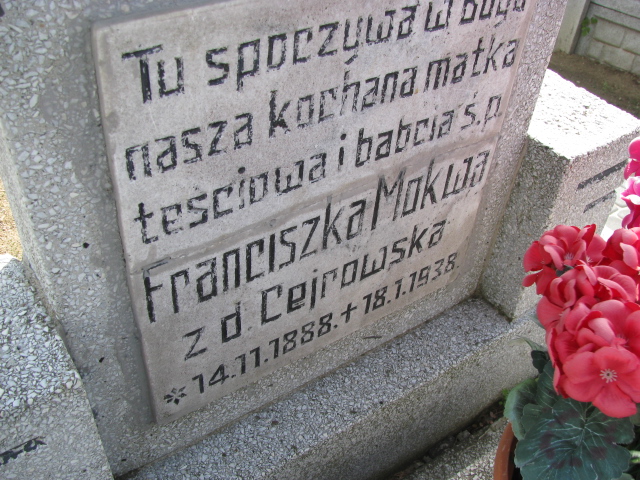 Tu spoczywa w Bogu
nasza kochana matka
teściowa i babcia ś.p.
Franciszka Mokwa
z d. Cejrowska
* 14.11.1888. + 18.1.1938.